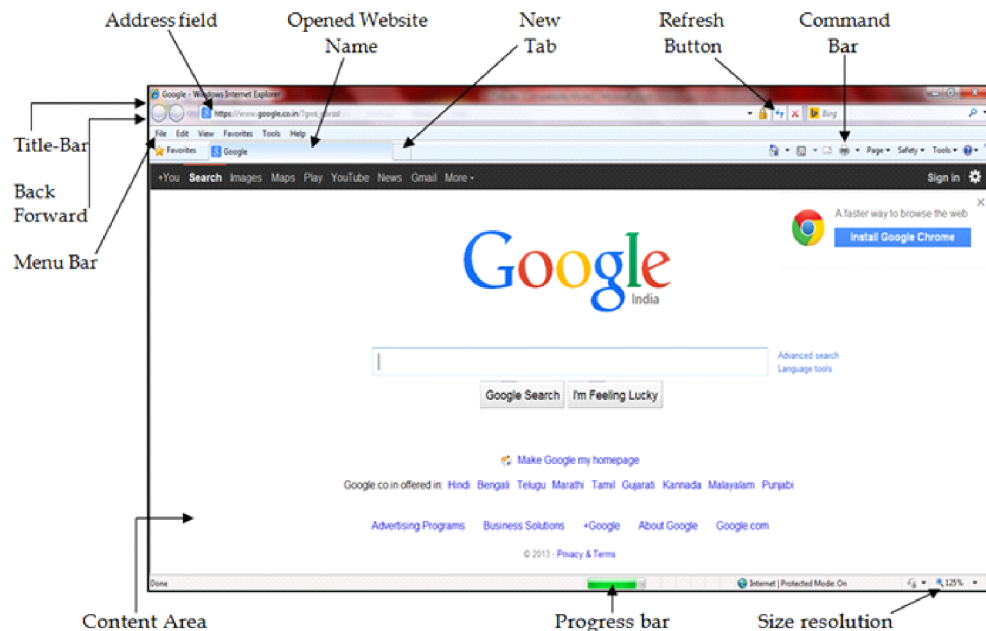 Address field
Opened Website Name
New Tab
Refresh Button
Command Bar
Title-Bar
Back Forward
Menu Bar
Google - Windows Internet Explorer
https://www.google.co.in/
Bing
File Edit View Favorites Tools Help
Favorites Google Page Safety Tools
+You Search Images Maps Play YouTube News Gmail More Sign in
A faster way to browse the web
Install Google Chrome
Google
India
Advanced search
Language tools
Google Search I'm Feeling Lucky
Make Google my homepage
Google.co.in offered in: Hindi Bengali Telugu Marathi Tamil Gujarati Kannada Malayalam Punjabi
Advertising Programs Business Solutions +Google About Google Google.com
© 2013 - Privacy & Terms
Done Internet | Protected Mode: On 125%
Content Area
Progress bar
Size resolution